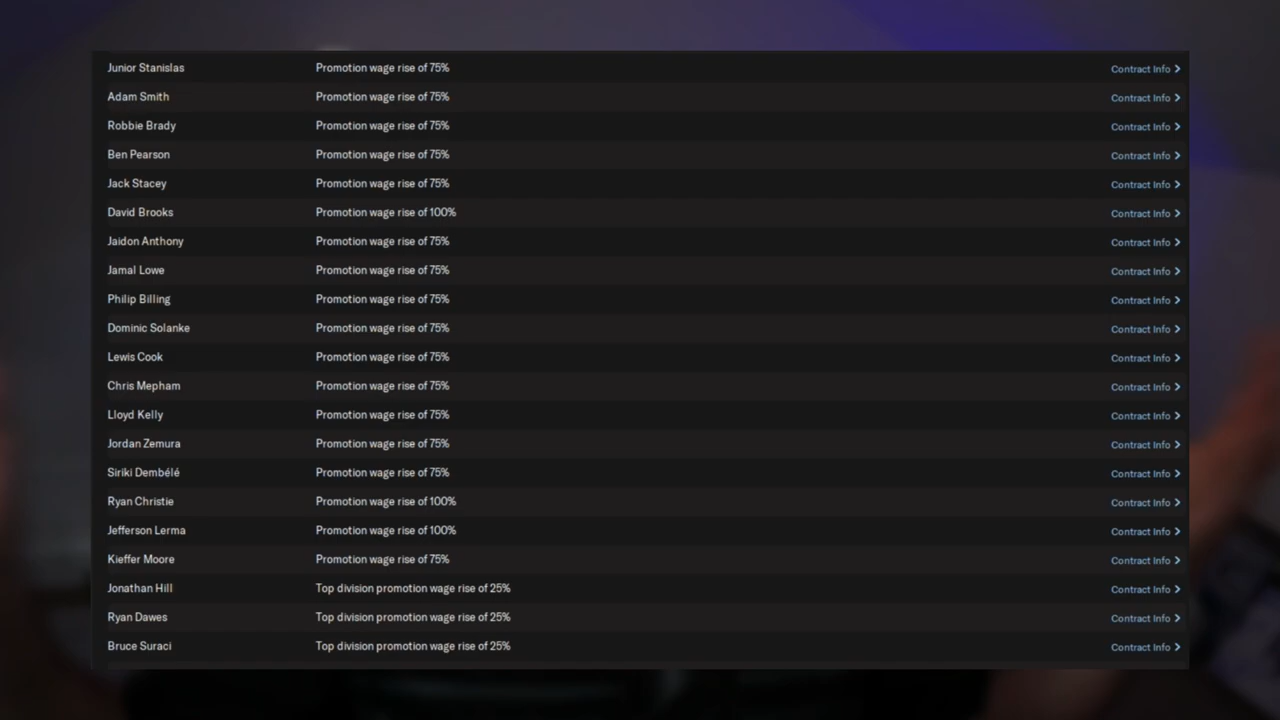 Junior Stanislas Promotion wage rise of 75% Contract Info >
Adam Smith Promotion wage rise of 75% Contract Info >
Robbie Brady Promotion wage rise of 75% Contract Info >
Ben Pearson Promotion wage rise of 75% Contract Info >
Jack Stacey Promotion wage rise of 75% Contract Info >
David Brooks Promotion wage rise of 100% Contract Info >
Jaidon Anthony Promotion wage rise of 75% Contract Info >
Jamal Lowe Promotion wage rise of 75% Contract Info >
Philip Billing Promotion wage rise of 75% Contract Info >
Dominic Solanke Promotion wage rise of 75% Contract Info >
Lewis Cook Promotion wage rise of 75% Contract Info >
Chris Mepham Promotion wage rise of 75% Contract Info >
Lloyd Kelly Promotion wage rise of 75% Contract Info >
Jordan Zemura Promotion wage rise of 75% Contract Info >
Siriki Dembélé Promotion wage rise of 75% Contract Info >
Ryan Christie Promotion wage rise of 100% Contract Info >
Jefferson Lerma Promotion wage rise of 100% Contract Info >
Kieffer Moore Promotion wage rise of 75% Contract Info >
Jonathan Hill Top division promotion wage rise of 25% Contract Info >
Ryan Dawes Top division promotion wage rise of 25% Contract Info >
Bruce Suraci Top division promotion wage rise of 25% Contract Info >